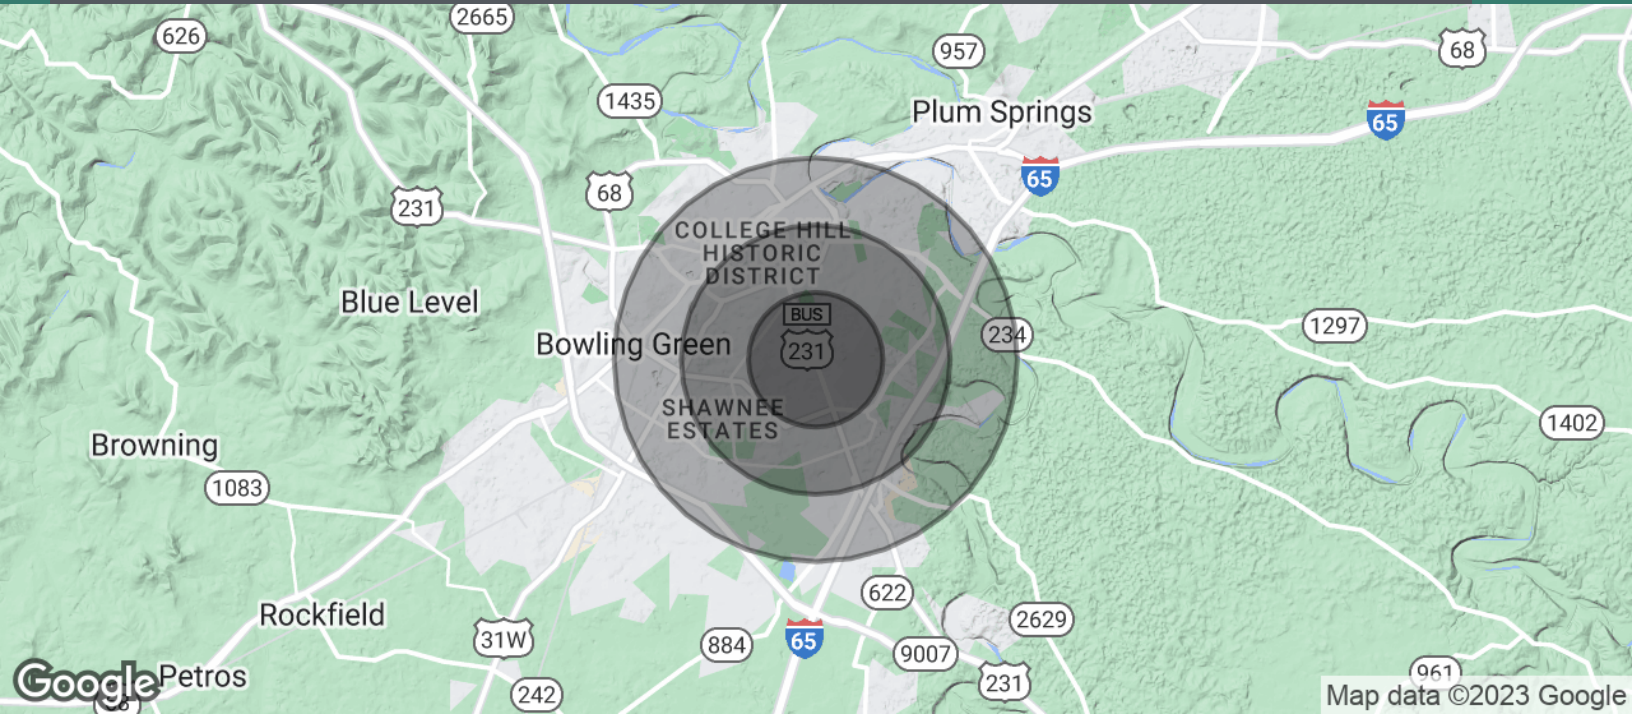 2665
626
957
68
1435
Plum Springs
65
65
68
231
COLLEGE HILL
HISTORIC
DISTRICT
Blue Level
BUS
231
Bowling Green
234
1297
SHAWNEE
ESTATES
1402
Browning
1083
622
Rockfield
2629
31W
884
65
9007
Petros
231
961
242
Google
Map data ©2023 Google